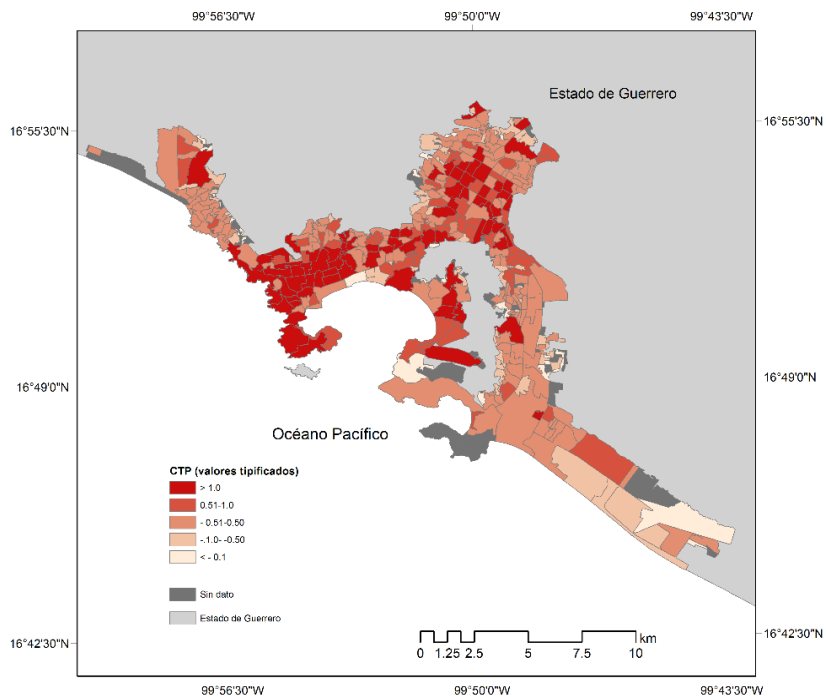 99°56'30"W 99°50'0"W 99°43'30"W
Estado de Guerrero
16°55'30"N 16°55'30"N
16°49'0"N 16°49'0"N
Océano Pacífico
CTP (valores tipificados)
> 1.0
0.51-1.0
- 0.51-0.50
-.1.0- -0.50
< - 0.1
Sin dato
Estado de Guerrero
km
0 1.25 2.5 5 7.5 10
16°42'30"N 16°42'30"N
99°56'30"W 99°50'0"W 99°43'30"W